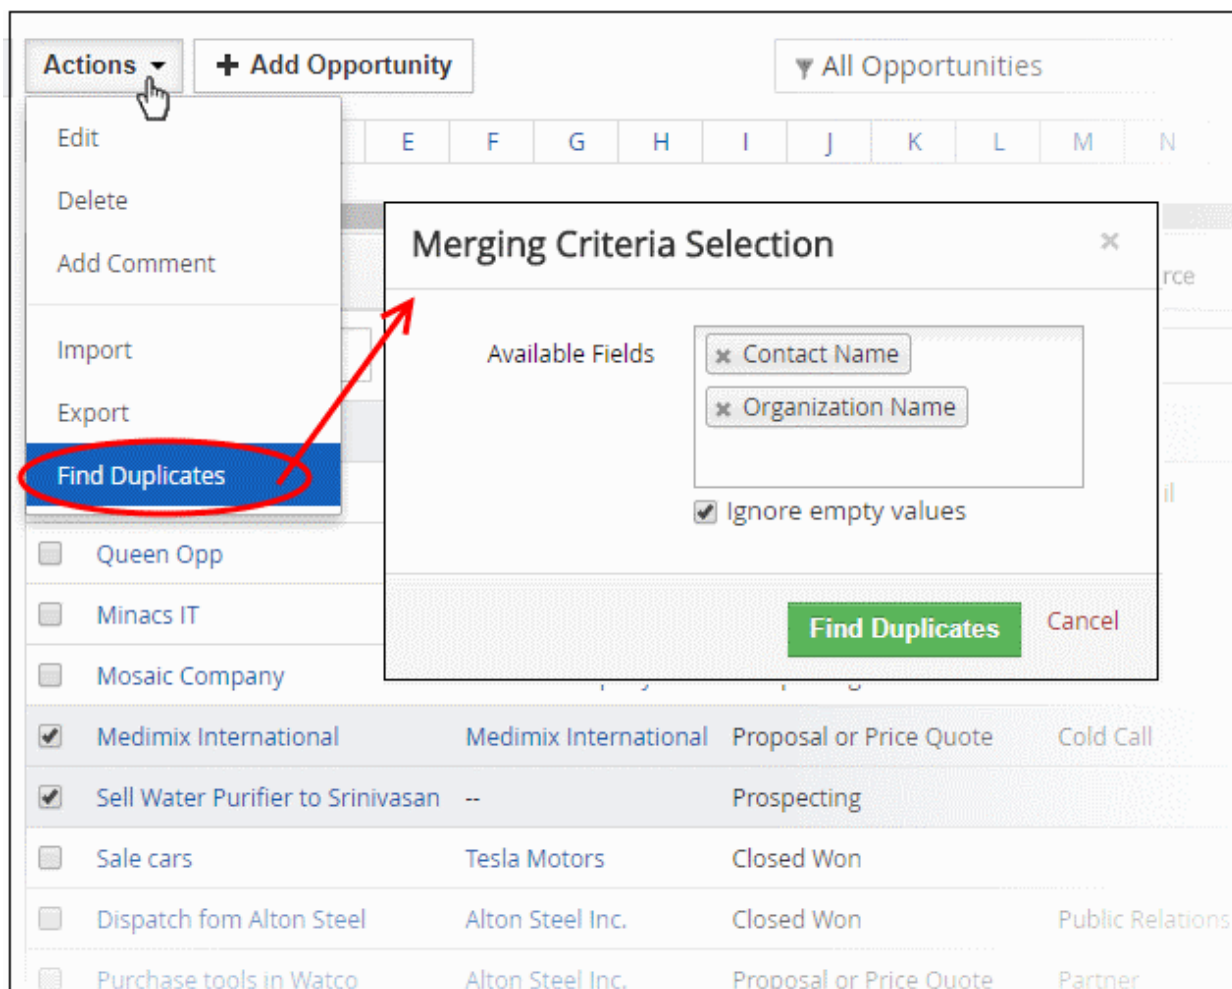 Actions
+ Add Opportunity
All Opportunities
Edit
E F G H I J K L M N
Delete
Add Comment
Merging Criteria Selection
×
rce
Import
Available Fields
Contact Name
Export
Organization Name
Find Duplicates
il
Ignore empty values
Queen Opp
Minacs IT
Find Duplicates Cancel
Mosaic Company
Medimix International Medimix International Proposal or Price Quote Cold Call
Sell Water Purifier to Srinivasan -- Prospecting
Sale cars Tesla Motors Closed Won
Dispatch fom Alton Steel Alton Steel Inc. Closed Won Public Relations
Purchase tools in Watco Alton Steel Inc. Proposal or Price Quote Partner